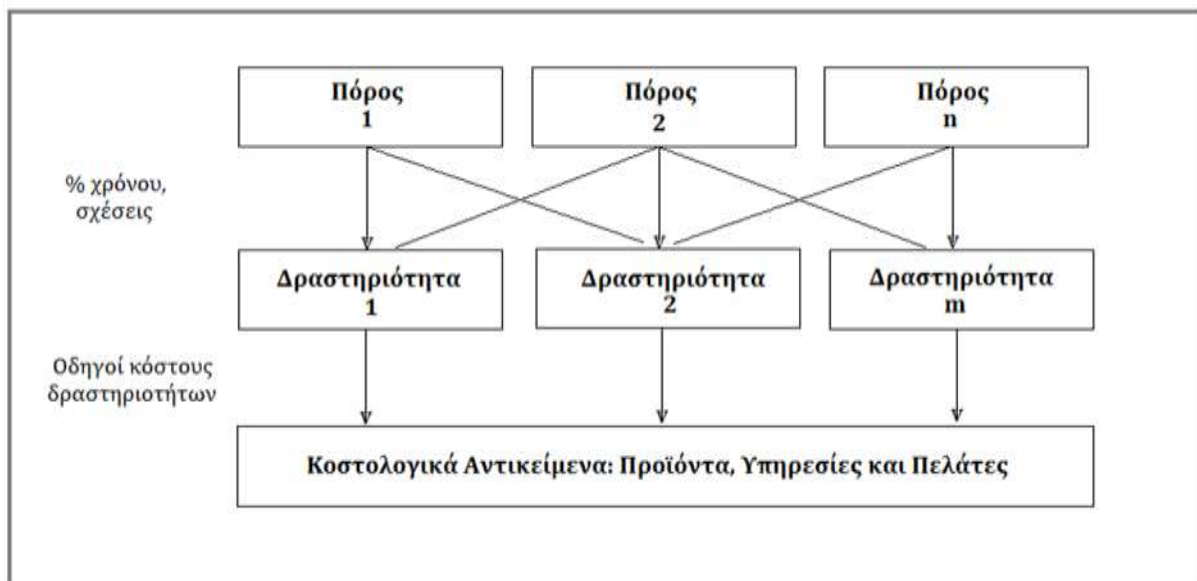 Πόρος
1
Πόρος
2
Πόρος
n
% χρόνου,
σχέσεις
Δραστηριότητα
1
Δραστηριότητα
2
Δραστηριότητα
m
Οδηγοί κόστους
δραστηριοτήτων
Κοστολογικά Αντικείμενα: Προϊόντα, Υπηρεσίες και Πελάτες